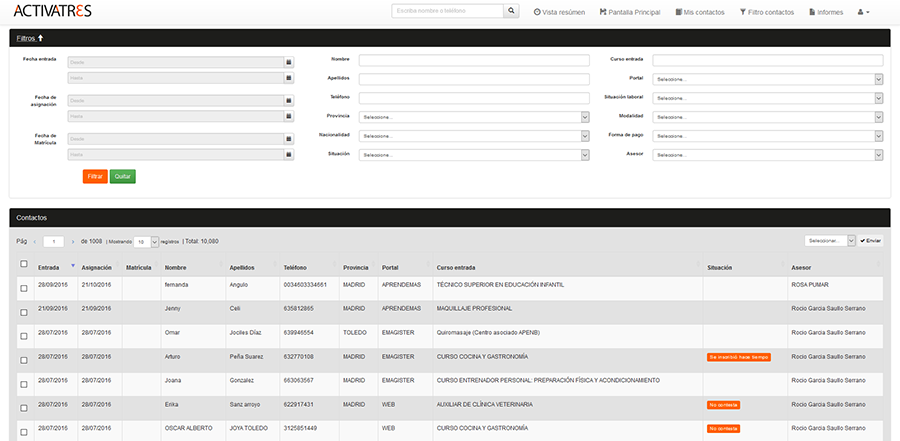 ACTIVATRES
Escriba nombre o teléfono
Vista resúmen
Pantalla Principal
Mis contactos
Filtro contactos
Informes
Filtros
Fecha entrada Desde
Hasta
Fecha de asignación Desde
Hasta
Fecha de Matrícula Desde
Hasta
Nombre
Apellidos
Teléfono
Provincia Seleccione...
Nacionalidad Seleccione...
Situación Seleccione...
Curso entrada
Portal Seleccione...
Situación laboral Seleccione...
Modalidad Seleccione...
Forma de pago Seleccione...
Asesor Seleccione...
Filtrar Quitar
Contactos
Pág 1 de 1008 | Mostrando 10 registros | Total: 10,080
Seleccionar... Enviar
Entrada Asignación Matrícula Nombre Apellidos Teléfono Provincia Portal Curso entrada Situación Asesor
28/09/2016 21/10/2016 fernanda Angulo 0034603334661 MADRID APRENDEMAS TÉCNICO SUPERIOR EN EDUCACIÓN INFANTIL ROSA PUMAR
21/09/2016 21/09/2016 Jenny Celi 635812865 MADRID APRENDEMAS MAQUILLAJE PROFESIONAL Rocio Garcia Saullo Serrano
28/07/2016 28/07/2016 Omar Jociles Díaz 639946554 TOLEDO EMAGISTER Quiromasaje (Centro asociado APENB) Rocio Garcia Saullo Serrano
28/07/2016 28/07/2016 Arturo Peña Suarez 632770108 MADRID EMAGISTER CURSO COCINA Y GASTRONOMÍA Se inscribió hace tiempo Rocio Garcia Saullo Serrano
28/07/2016 28/07/2016 Joana Gonzalez 663063567 MADRID EMAGISTER CURSO ENTRENADOR PERSONAL: PREPARACIÓN FÍSICA Y ACONDICIONAMIENTO Rocio Garcia Saullo Serrano
28/07/2016 28/07/2016 Erika Sanz arroyo 622917431 MADRID WEB AUXILIAR DE CLÍNICA VETERINARIA No contesta Rocio Garcia Saullo Serrano
28/07/2016 28/07/2016 OSCAR ALBERTO JOYA TOLEDO 3125851449 WEB CURSO COCINA Y GASTRONOMÍA No contesta Rocio Garcia Saullo Serrano